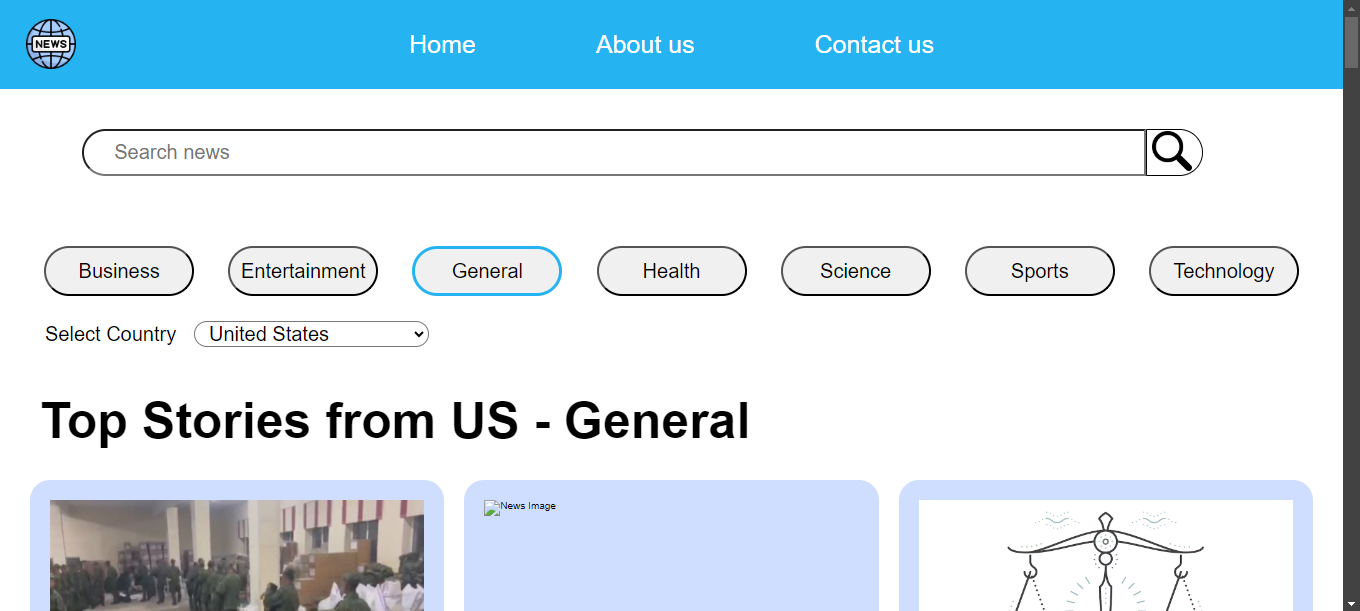 NEWS
Home
About us
Contact us
Search news
Business
Entertainment
General
Health
Science
Sports
Technology
Select Country
United States
Top Stories from US - General
News Image